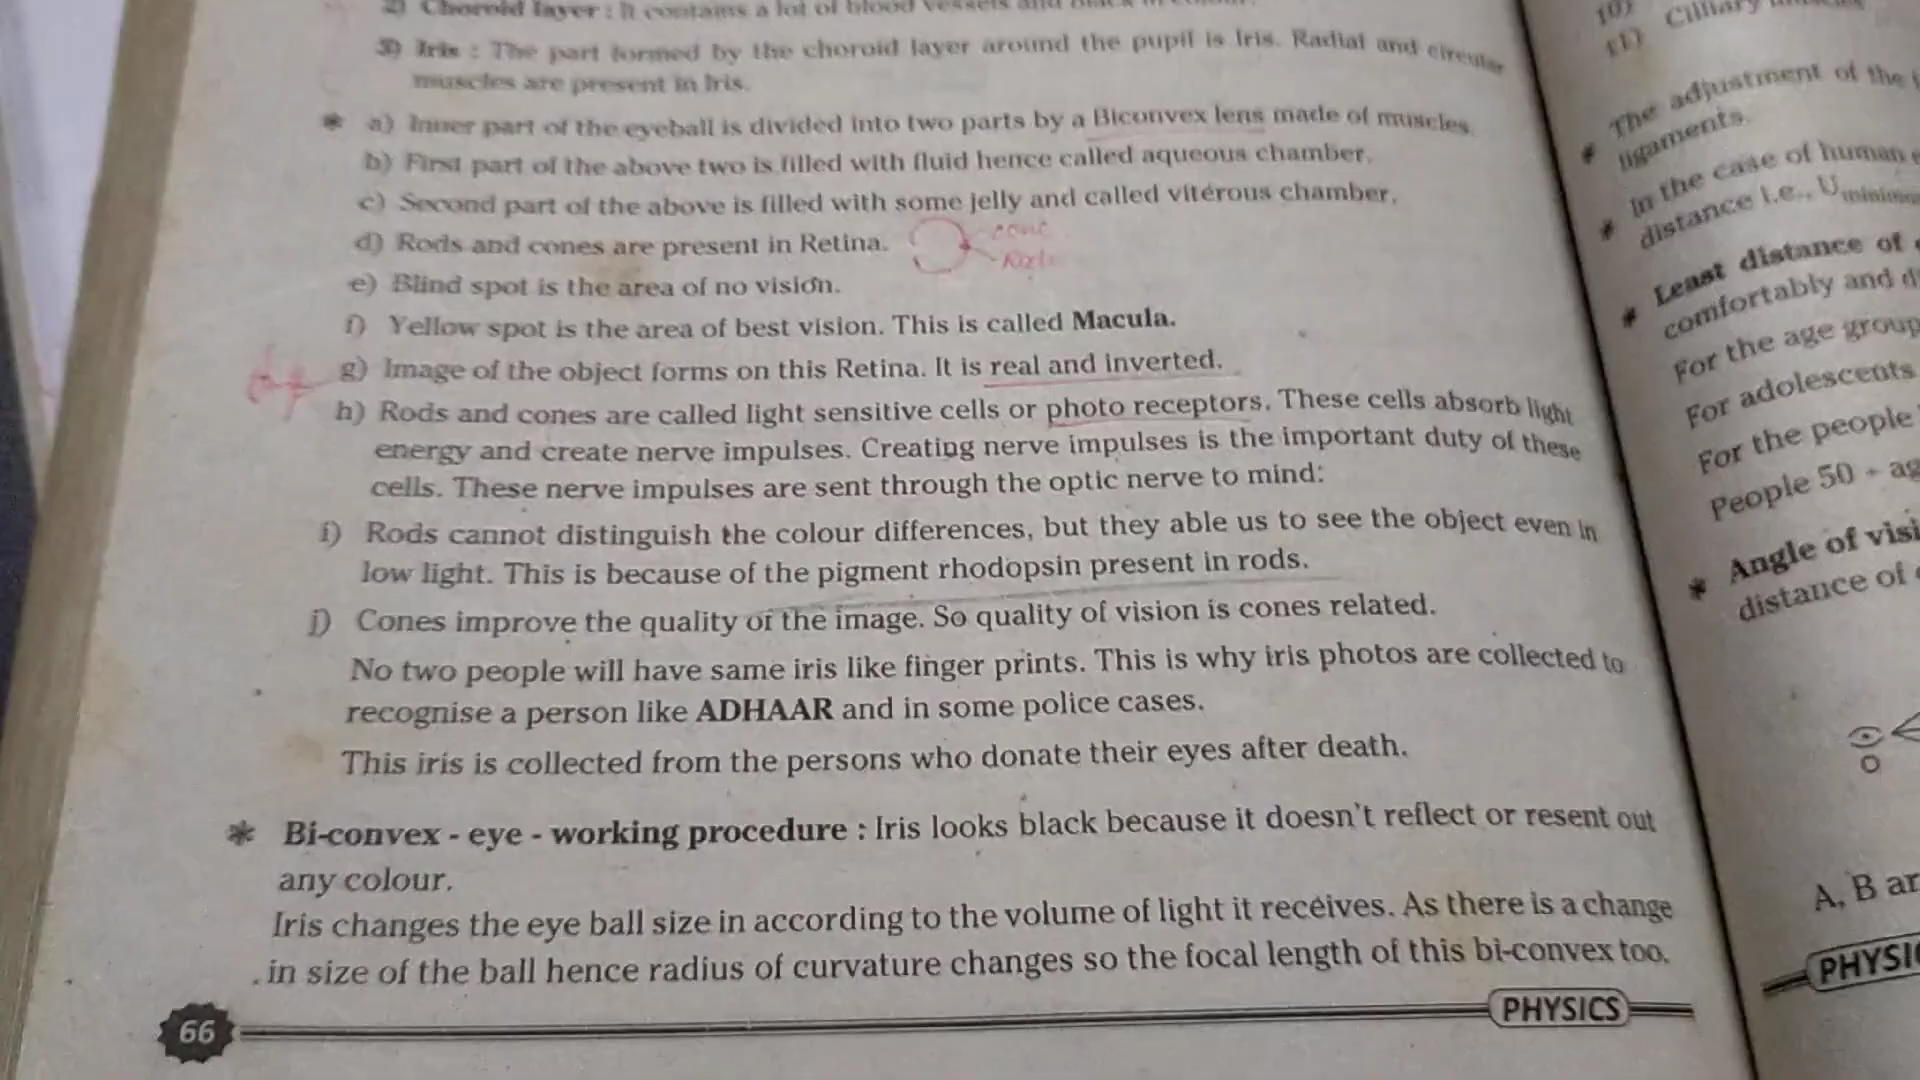 2) Choroid layer : It contains a lot of blood vessels and
3) Iris : The part formed by the choroid layer around the pupil is Iris. Radial and circular
muscles are present in Iris.
* a) Inner part of the eyeball is divided into two parts by a Biconvex lens made of muscles.
b) First part of the above two is filled with fluid hence called aqueous chamber.
c) Second part of the above is filled with some jelly and called viterous chamber.
d) Rods and cones are present in Retina.
cone
Rods
e) Blind spot is the area of no vision.
f) Yellow spot is the area of best vision. This is called Macula.
g) Image of the object forms on this Retina. It is real and inverted.
h) Rods and cones are called light sensitive cells or photo receptors. These cells absorb light
energy and create nerve impulses. Creating nerve impulses is the important duty of these
cells. These nerve impulses are sent through the optic nerve to mind:
i) Rods cannot distinguish the colour differences, but they able us to see the object even in
low light. This is because of the pigment rhodopsin present in rods.
j) Cones improve the quality of the image. So quality of vision is cones related.
No two people will have same iris like finger prints. This is why iris photos are collected to
recognise a person like ADHAAR and in some police cases.
This iris is collected from the persons who donate their eyes after death.
* Bi-convex - eye - working procedure : Iris looks black because it doesn't reflect or resent out
any colour.
Iris changes the eye ball size in according to the volume of light it receives. As there is a change
in size of the ball hence radius of curvature changes so the focal length of this bi-convex too.
66
PHYSICS
10)
11) Cilliary
* The adjustment of the
ligaments.
* In the case of human
distance i.e., U
* Least distance of
comfortably and
For the age group
For adolescents
For the people
People 50 + ag
* Angle of visi
distance of
O
A, B ar
PHYSIC